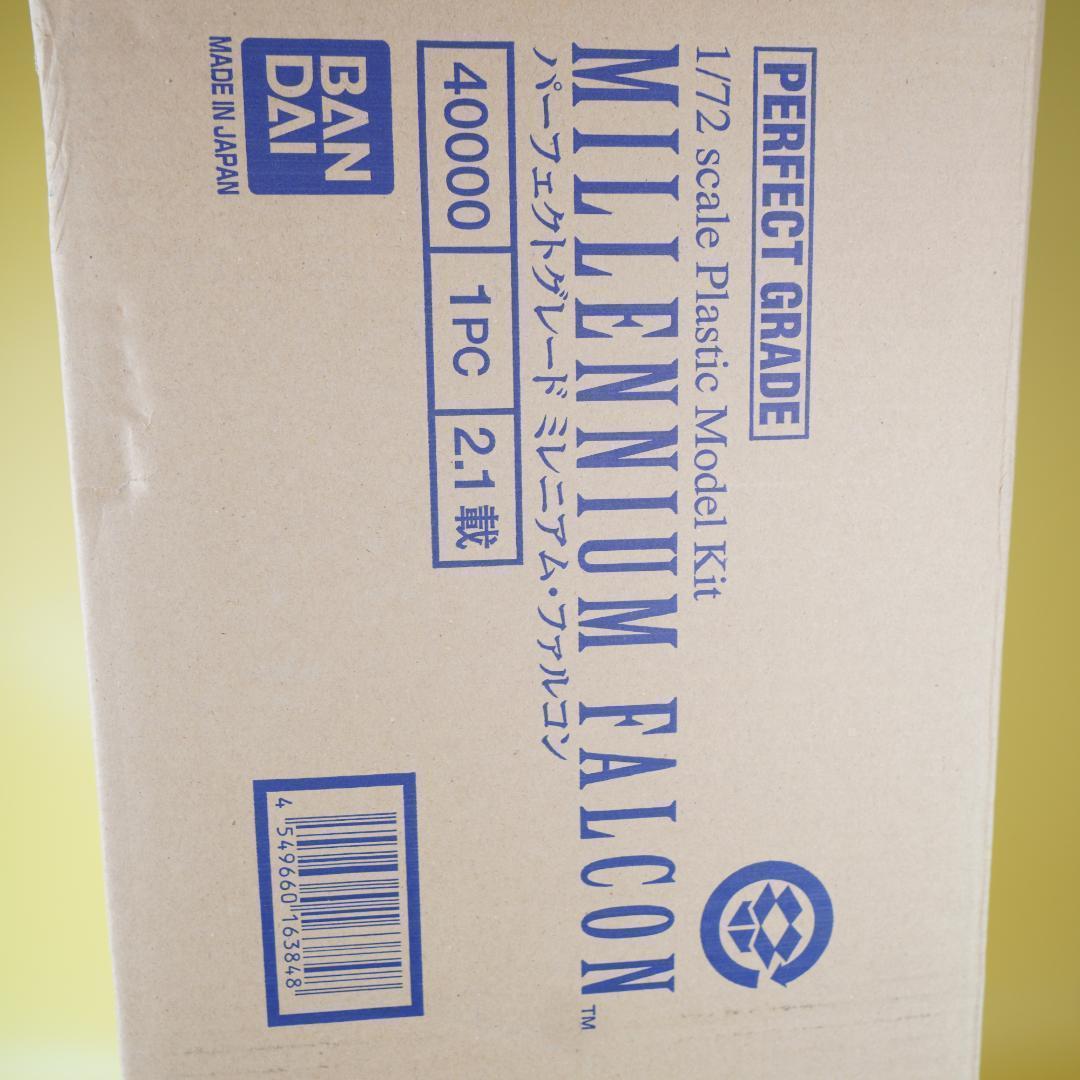 PERFECT GRADE
1/72 scale Plastic Model Kit
MILLENNIUM FALCON™
パーフェクトグレード ミレニアム・ファルコン
40000 1PC 2.1 載
BAN
DAI
MADE IN JAPAN
4 549660 163848